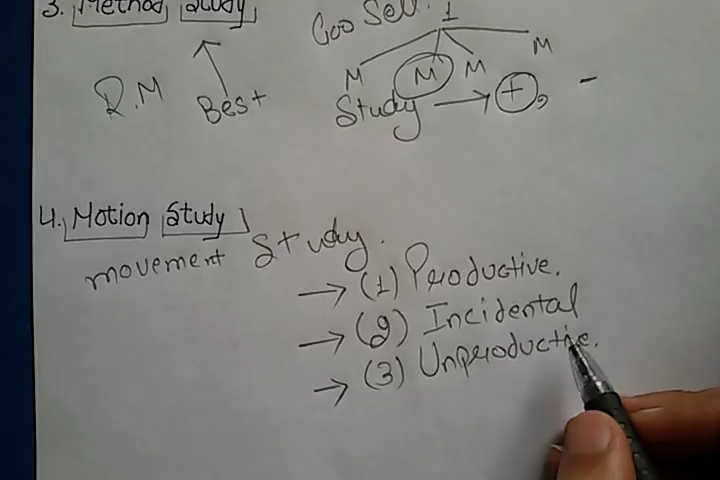 3. Method Study
Goo Sell. 1
M M M M
R.M Best Study → +, -
4. Motion Study
movement Study.
→ (1) Productive.
→ (2) Incidental
→ (3) Unproductive.